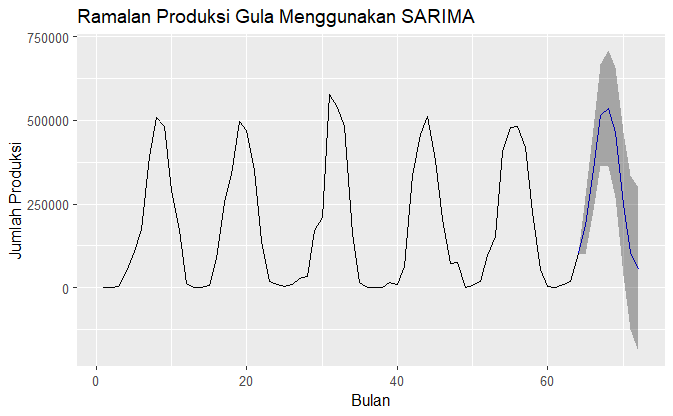 Ramalan Produksi Gula Menggunakan SARIMA
750000
500000
250000
0
Jumlah Produksi
0 20 40 60
Bulan